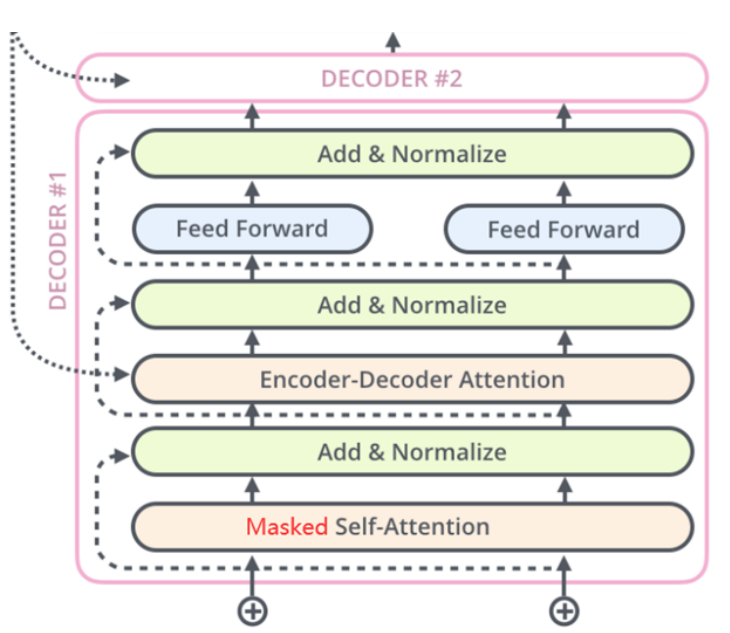 DECODER #2
DECODER #1
Add & Normalize
Feed Forward
Feed Forward
Add & Normalize
Encoder-Decoder Attention
Add & Normalize
Masked Self-Attention